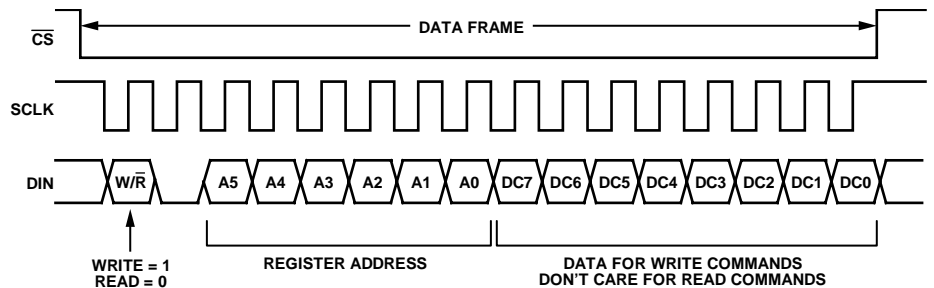 DATA FRAME
CS
SCLK
DIN W/R A5 A4 A3 A2 A1 A0 DC7 DC6 DC5 DC4 DC3 DC2 DC1 DC0
WRITE = 1
READ = 0
REGISTER ADDRESS
DATA FOR WRITE COMMANDS
DON'T CARE FOR READ COMMANDS